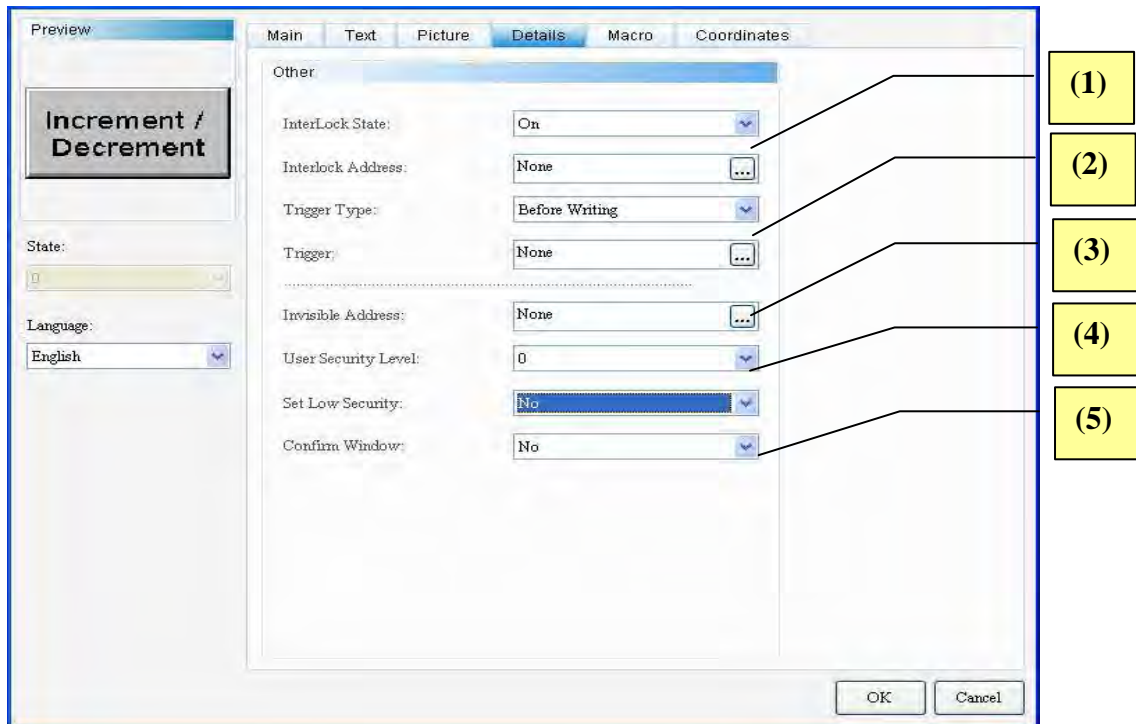 Preview
Increment /
Decrement
State:
0
Language:
English
Main Text Picture Details Macro Coordinates
Other
InterLock State: On
Interlock Address: None ...
Trigger Type: Before Writing
Trigger: None ...
Invisible Address: None ...
User Security Level: 0
Set Low Security: No
Confirm Window: No
OK Cancel
(1)
(2)
(3)
(4)
(5)